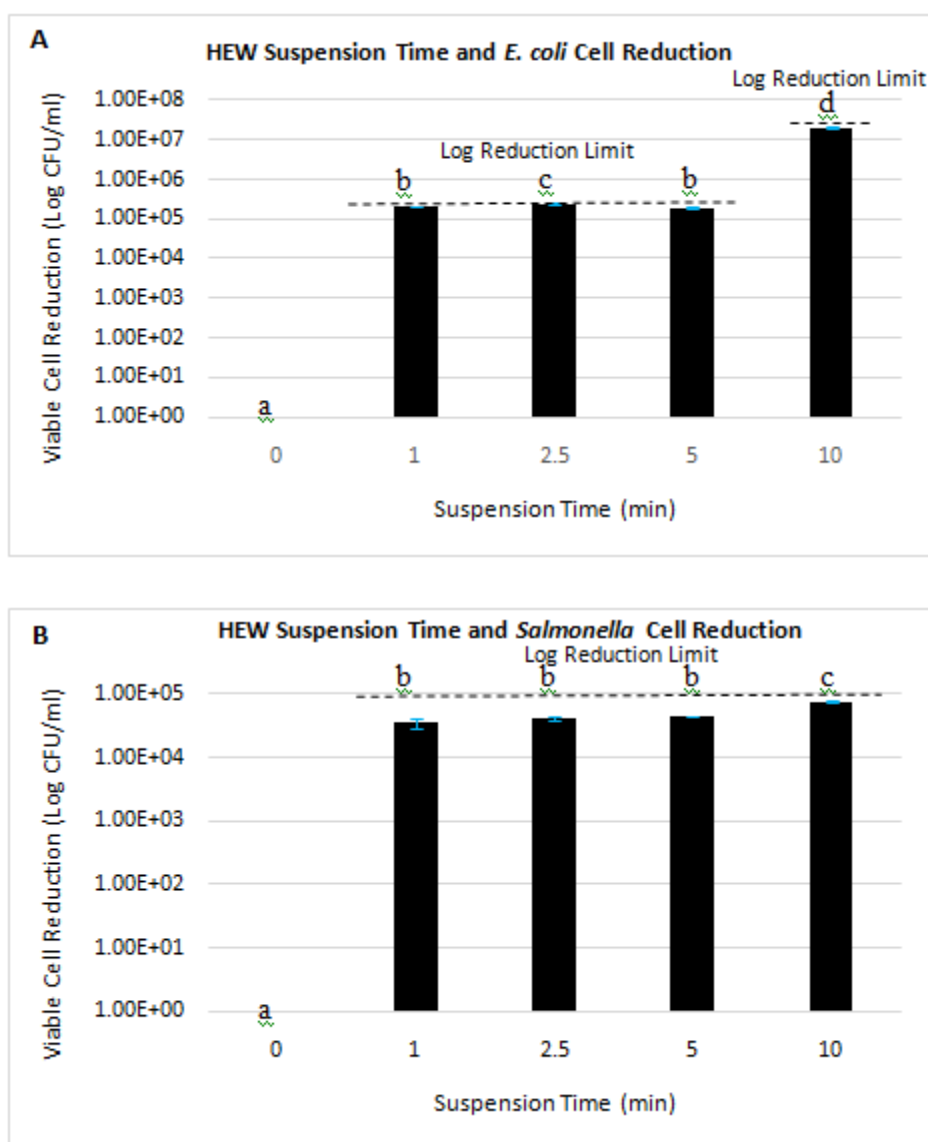 A
HEW Suspension Time and E. coli Cell Reduction
Log Reduction Limit
Log Reduction Limit
Viable Cell Reduction (Log CFU/ml)
1.00E+08
1.00E+07
1.00E+06
1.00E+05
1.00E+04
1.00E+03
1.00E+02
1.00E+01
1.00E+00
a b c b d
0 1 2.5 5 10
Suspension Time (min)
B
HEW Suspension Time and Salmonella Cell Reduction
Log Reduction Limit
Viable Cell Reduction (Log CFU/ml)
1.00E+05
1.00E+04
1.00E+03
1.00E+02
1.00E+01
1.00E+00
a b b b c
0 1 2.5 5 10
Suspension Time (min)